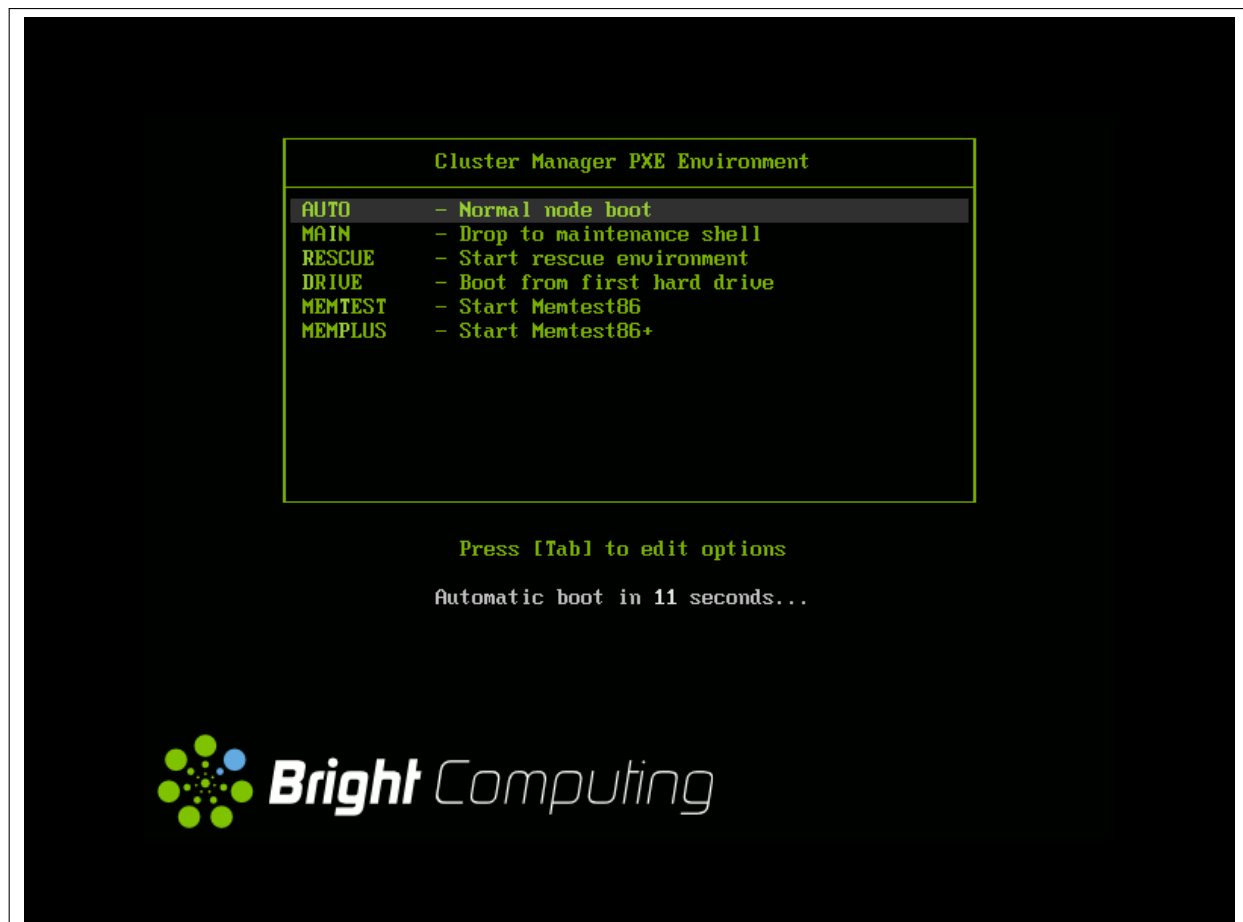 Cluster Manager PXE Environment
AUTO - Normal node boot
MAIN - Drop to maintenance shell
RESCUE - Start rescue environment
DRIVE - Boot from first hard drive
MEMTEST - Start Memtest86
MEMPLUS - Start Memtest86+
Press [Tab] to edit options
Automatic boot in 11 seconds...
Bright Computing